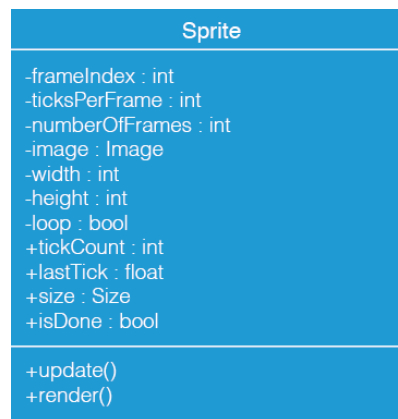 Sprite
-frameIndex : int
-ticksPerFrame : int
-numberOfFrames : int
-image : Image
-width : int
-height : int
-loop : bool
+tickCount : int
+lastTick : float
+size : Size
+isDone : bool
+update()
+render()